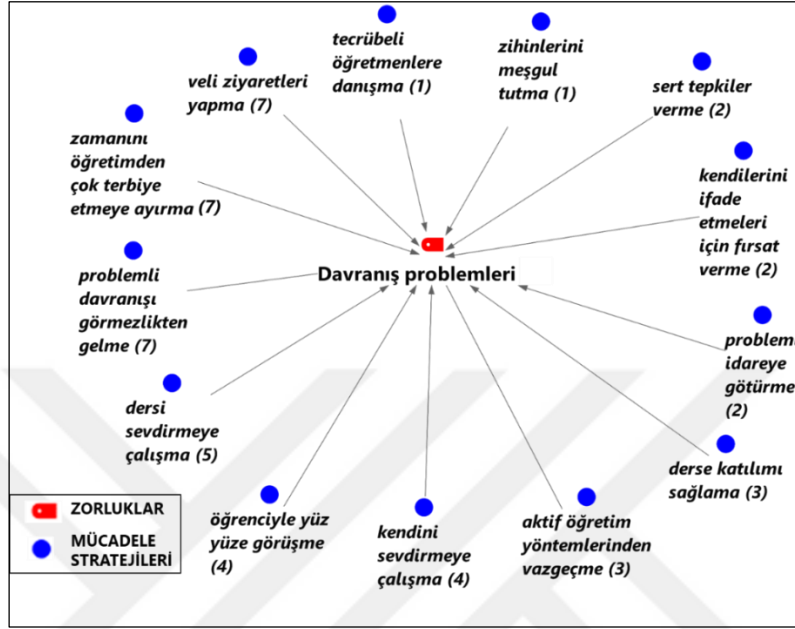 tecrübeli
öğretmenlere
danışma (1)
zihinlerini
meşgul
tutma (1)
veli ziyaretleri
yapma (7)
sert tepkiler
verme (2)
zamanını
öğretimden
çok terbiye
etmeye ayırma (7)
kendilerini
ifade
etmeleri
için fırsat
verme (2)
Davranış problemleri
problemli
davranışı
görmezlikten
gelme (7)
problemi
idareye
götürme
(2)
dersi
sevdirmeye
çalışma (5)
derse katılımı
sağlama (3)
öğrenciyle yüz
yüze görüşme
(4)
kendini
sevdirmeye
çalışma (4)
aktif öğretim
yöntemlerinden
vazgeçme (3)
ZORLUKLAR
MÜCADELE
STRATEJİLERİ